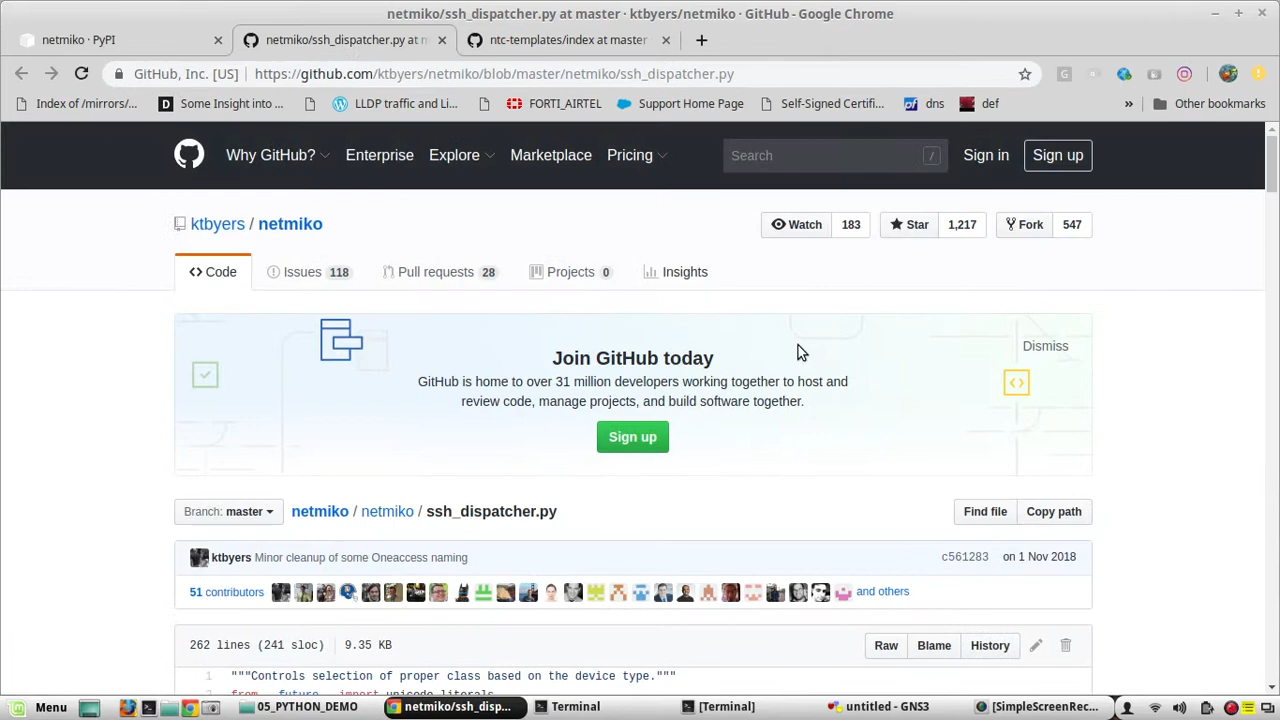 netmiko/ssh_dispatcher.py at master · ktbyers/netmiko · GitHub - Google Chrome
netmiko · PyPI
netmiko/ssh_dispatcher.py at m
ntc-templates/index at master
GitHub, Inc. [US]
https://github.com/ktbyers/netmiko/blob/master/netmiko/ssh_dispatcher.py
Index of /mirrors/...
Some Insight into ...
LLDP traffic and Li...
FORTI_AIRTEL
Support Home Page
Self-Signed Certifi...
dns
def
»
Other bookmarks
Why GitHub?
Enterprise
Explore
Marketplace
Pricing
Search /
Sign in
Sign up
ktbyers / netmiko
Watch 183
Star 1,217
Fork 547
Code
Issues 118
Pull requests 28
Projects 0
Insights
Join GitHub today
Dismiss
GitHub is home to over 31 million developers working together to host and
review code, manage projects, and build software together.
Sign up
Branch: master
netmiko / netmiko / ssh_dispatcher.py
Find file
Copy path
ktbyers Minor cleanup of some Oneaccess naming
c561283 on 1 Nov 2018
51 contributors
and others
262 lines (241 sloc) 9.35 KB
Raw
Blame
History
1 """Controls selection of proper class based on the device type."""
2 from __future__ import unicode_literals
Menu
05_PYTHON_DEMO
netmiko/ssh_disp...
Terminal
[Terminal]
untitled - GNS3
[SimpleScreenRec...